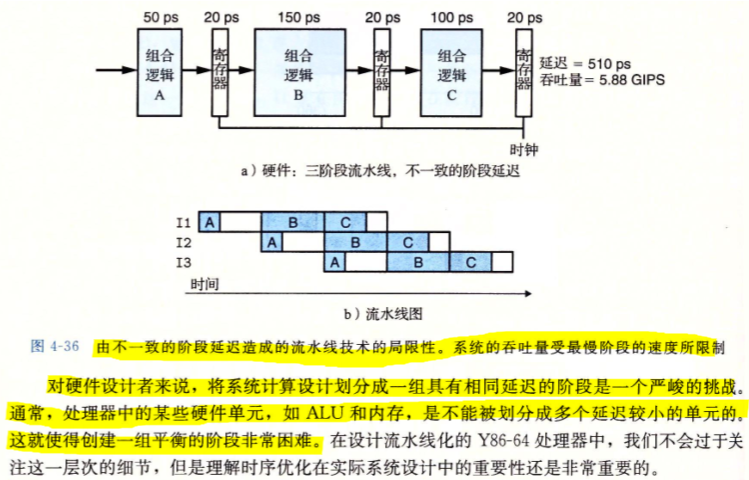 50 ps 20 ps 150 ps 20 ps 100 ps 20 ps
组合
逻辑
A
寄存器
组合
逻辑
B
寄存器
组合
逻辑
C
寄存器
延迟 = 510 ps
吞吐量 = 5.88 GIPS
时钟
a)硬件:三阶段流水线,不一致的阶段延迟
I1 A B C
I2 A B C
I3 A B C
时间
b)流水线图
图 4-36 由不一致的阶段延迟造成的流水线技术的局限性。系统的吞吐量受最慢阶段的速度所限制
对硬件设计者来说,将系统计算设计划分成一组具有相同延迟的阶段是一个严峻的挑战。
通常,处理器中的某些硬件单元,如 ALU 和内存,是不能被划分成多个延迟较小的单元的。
这就使得创建一组平衡的阶段非常困难。在设计流水线化的 Y86-64 处理器中,我们不会过于关
注这一层次的细节,但是理解时序优化在实际系统设计中的重要性还是非常重要的。